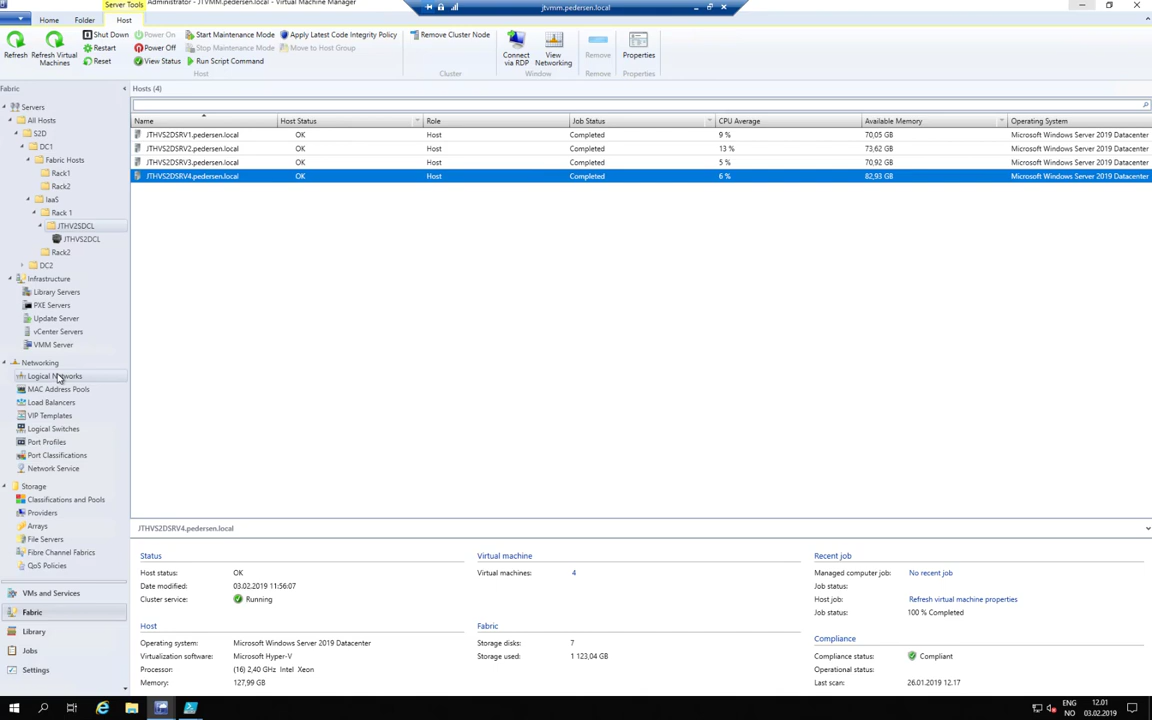 Server Tools
Administrator - JTVMM.pedersen.local - Virtual Machine Manager
jtvmm.pedersen.local
Home Folder Host
Refresh
Refresh Virtual Machines
Shut Down
Restart
Reset
Power On
Power Off
View Status
Start Maintenance Mode
Stop Maintenance Mode
Run Script Command
Apply Latest Code Integrity Policy
Move to Host Group
Host
Remove Cluster Node
Cluster
Connect via RDP
View Networking
Window
Remove
Remove
Properties
Properties
Fabric
Servers
All Hosts
S2D
DC1
Fabric Hosts
Rack1
Rack2
IaaS
Rack 1
JTHV2SDCL
JTHVS2DCL
Rack2
DC2
Infrastructure
Library Servers
PXE Servers
Update Server
vCenter Servers
VMM Server
Networking
Logical Networks
MAC Address Pools
Load Balancers
VIP Templates
Logical Switches
Port Profiles
Port Classifications
Network Service
Storage
Classifications and Pools
Providers
Arrays
File Servers
Fibre Channel Fabrics
QoS Policies
VMs and Services
Fabric
Library
Jobs
Settings
Hosts (4)
Name Host Status Role Job Status CPU Average Available Memory Operating System
JTHVS2DSRV1.pedersen.local OK Host Completed 9 % 70,05 GB Microsoft Windows Server 2019 Datacenter
JTHVS2DSRV2.pedersen.local OK Host Completed 13 % 73,62 GB Microsoft Windows Server 2019 Datacenter
JTHVS2DSRV3.pedersen.local OK Host Completed 5 % 70,92 GB Microsoft Windows Server 2019 Datacenter
JTHVS2DSRV4.pedersen.local OK Host Completed 6 % 82,93 GB Microsoft Windows Server 2019 Datacenter
JTHVS2DSRV4.pedersen.local
Status
Host status: OK
Date modified: 03.02.2019 11:56:07
Cluster service: Running
Host
Operating system: Microsoft Windows Server 2019 Datacenter
Virtualization software: Microsoft Hyper-V
Processor: (16) 2,40 GHz Intel Xeon
Memory: 127,99 GB
Virtual machine
Virtual machines: 4
Fabric
Storage disks: 7
Storage used: 1 123,04 GB
Recent job
Managed computer job: No recent job
Job status:
Host job: Refresh virtual machine properties
Job status: 100 % Completed
Compliance
Compliance status: Compliant
Operational status:
Last scan: 26.01.2019 12.17
ENG
NO
12.01
03.02.2019